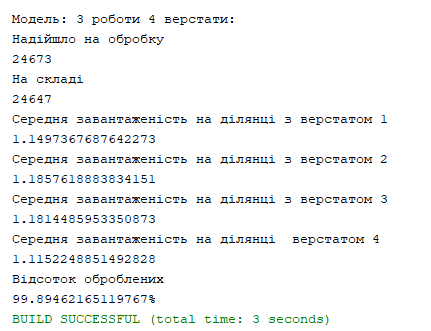 Модель: 3 роботи 4 верстати:
Надійшло на обробку
24673
На складі
24647
Середня завантаженість на ділянці з верстатом 1
1.1497367687642273
Середня завантаженість на ділянці з верстатом 2
1.1857618883834151
Середня завантаженість на ділянці з верстатом 3
1.1814485953350873
Середня завантаженість на ділянці  верстатом 4
1.1152248851492828
Відсоток оброблених
99.89462165119767%
BUILD SUCCESSFUL (total time: 3 seconds)